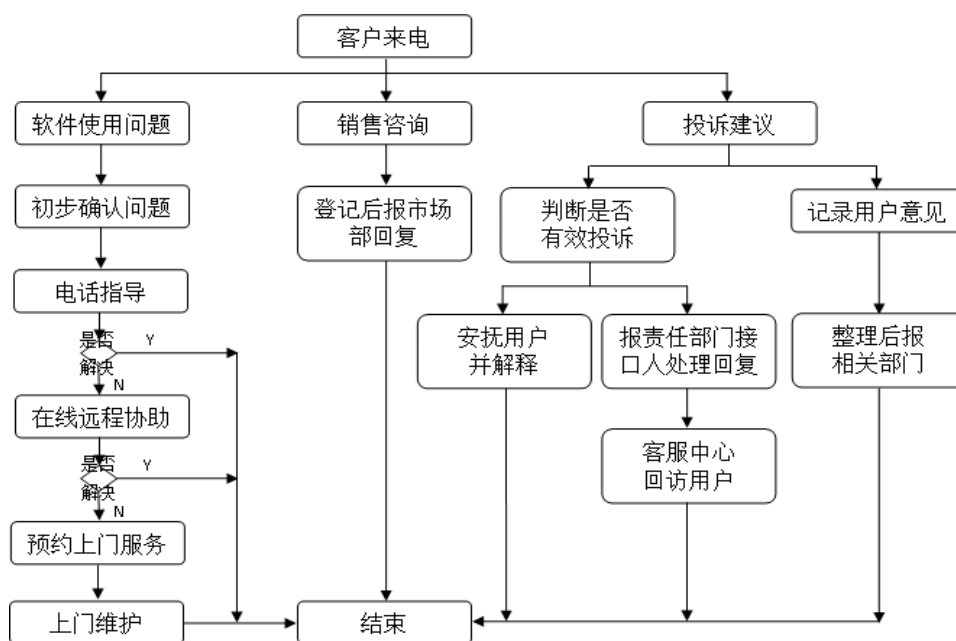 客户来电
软件使用问题
销售咨询
投诉建议
初步确认问题
登记后报市场
部回复
判断是否
有效投诉
记录用户意见
电话指导
是否
解决
Y
N
安抚用户
并解释
报责任部门接
口人处理回复
整理后报
相关部门
在线远程协助
是否
解决
Y
N
客服中心
回访用户
预约上门服务
上门维护
结束